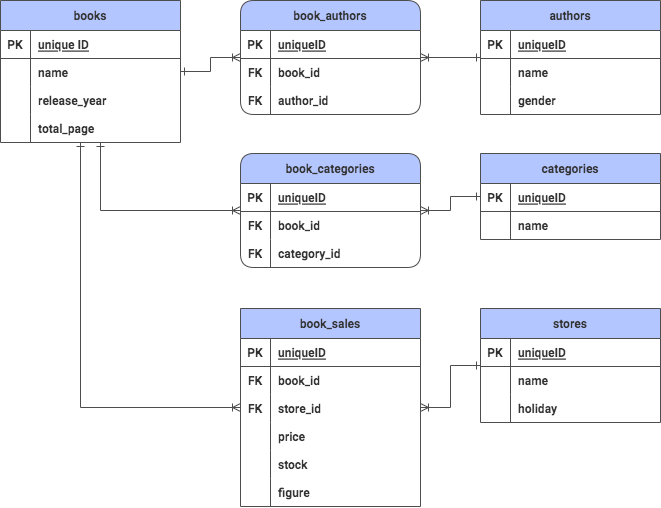 books
PK unique ID
name
release_year
total_page
book_authors
PK uniqueID
FK book_id
FK author_id
authors
PK uniqueID
name
gender
book_categories
PK uniqueID
FK book_id
FK category_id
categories
PK uniqueID
name
book_sales
PK uniqueID
FK book_id
FK store_id
price
stock
figure
stores
PK uniqueID
name
holiday